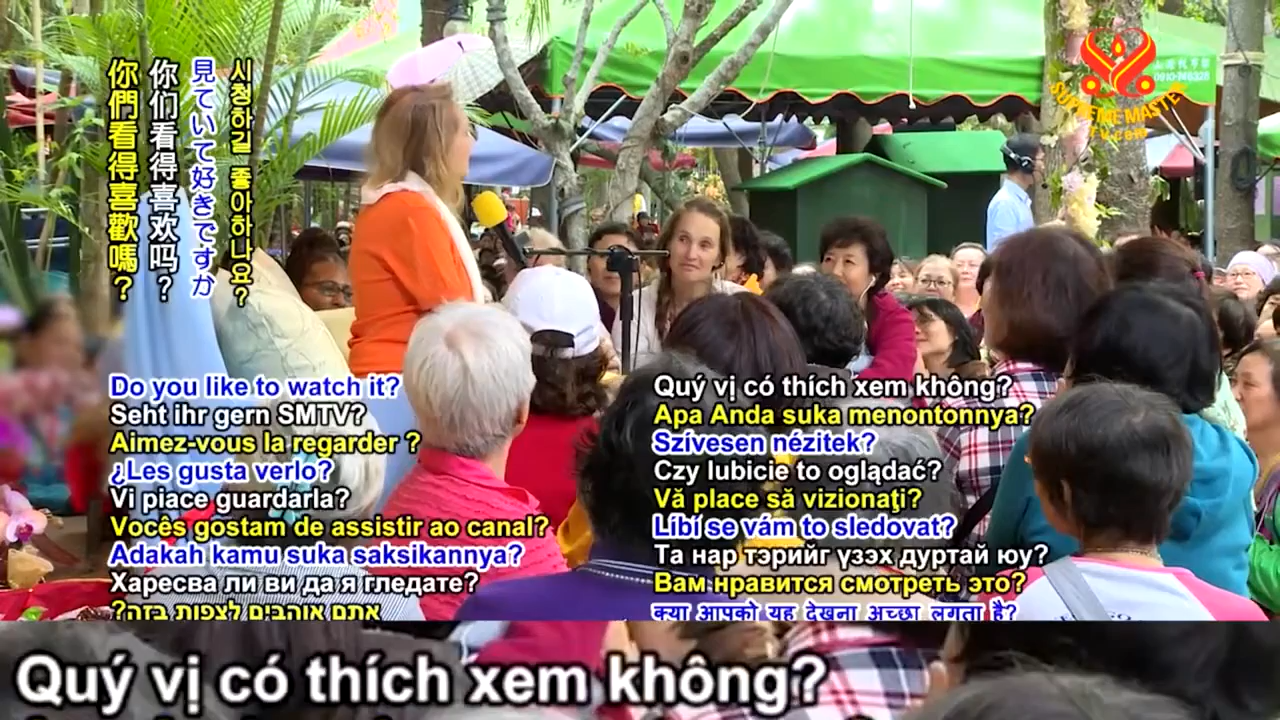 시청하길 좋아하나요?
見ていて好きですか
你们看得喜欢吗?
你們看得喜歡嗎?
SUPREME MASTER
TV.COM
0910-748328
Do you like to watch it?
Seht ihr gern SMTV?
Aimez-vous la regarder ?
¿Les gusta verlo?
Vi piace guardarla?
Vocês gostam de assistir ao canal?
Adakah kamu suka saksikannya?
Харесва ли ви да я гледате?
אתם אוהבים לצפות בזה?
Quý vị có thích xem không?
Apa Anda suka menontonnya?
Szívesen nézitek?
Czy lubicie to oglądać?
Vă place să vizionaţi?
Líbí se vám to sledovat?
Та нар тэрийг үзэх дуртай юу?
Вам нравится смотреть это?
क्या आपको यह देखना अच्छा लगता है?
Quý vị có thích xem không?